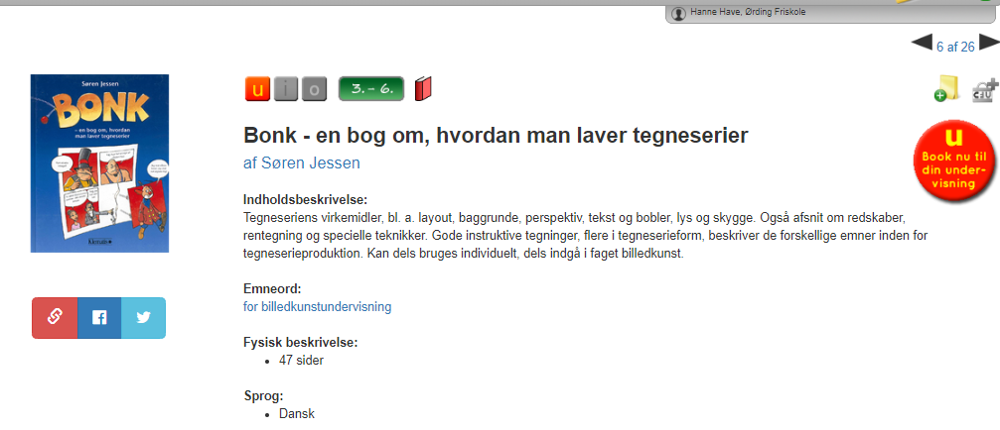 Hanne Have, Ørding Friskole
6 af 26
Søren Jessen
BONK
- en bog om, hvordan
man laver tegneserier
Klematis
u i o 3.- 6.
CFU
Bonk - en bog om, hvordan man laver tegneserier
af Søren Jessen
u
Book nu til
din under-
visning
Indholdsbeskrivelse:
Tegneseriens virkemidler, bl. a. layout, baggrunde, perspektiv, tekst og bobler, lys og skygge. Også afsnit om redskaber,
rentegning og specielle teknikker. Gode instruktive tegninger, flere i tegneserieform, beskriver de forskellige emner inden for
tegneserieproduktion. Kan dels bruges individuelt, dels indgå i faget billedkunst.
Emneord:
for billedkunstundervisning
Fysisk beskrivelse:
47 sider
Sprog:
Dansk